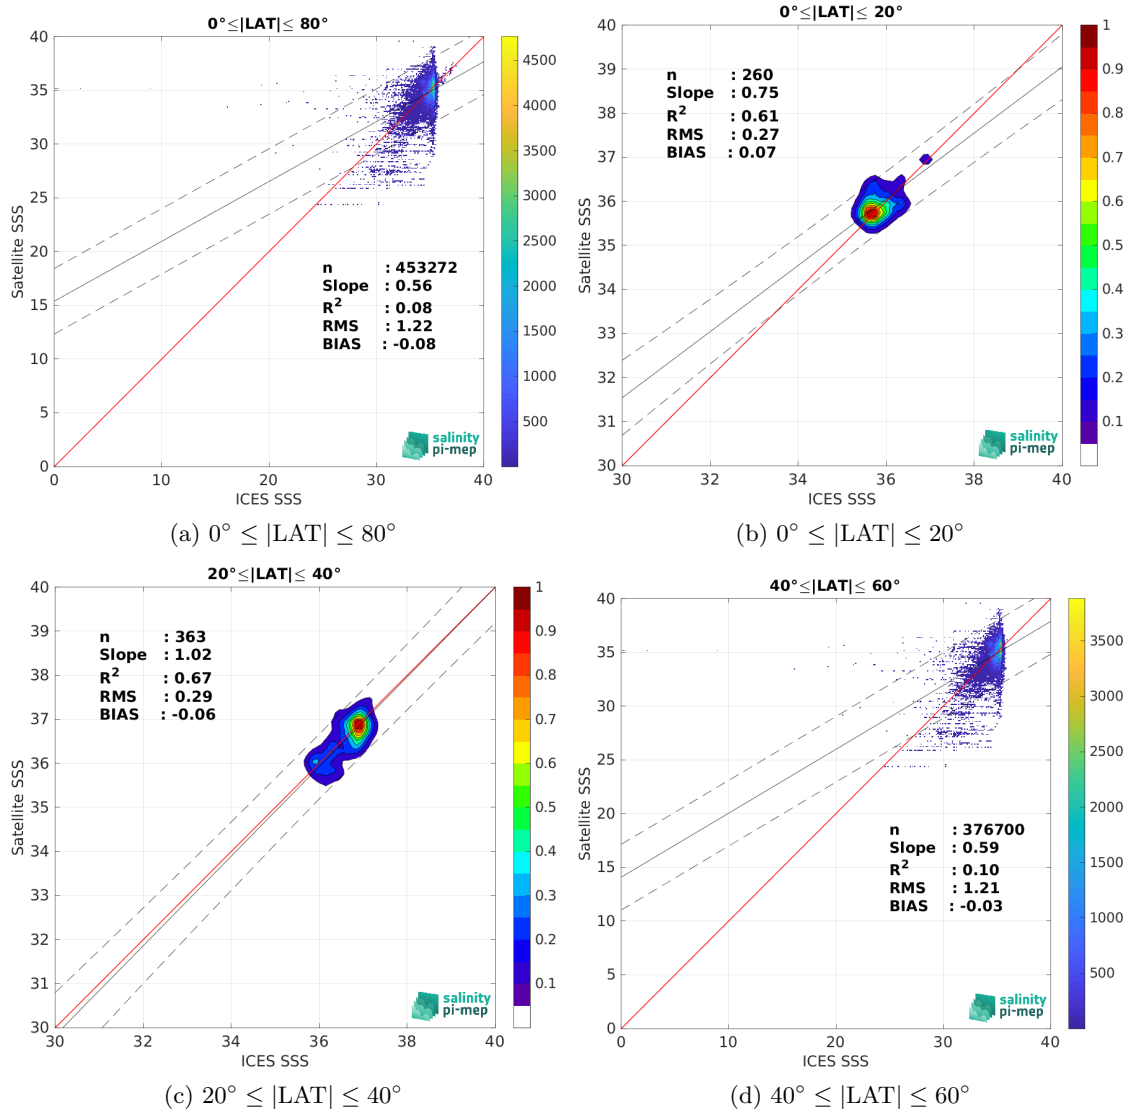 0°≤|LAT|≤ 80°
40
35
30
25
20
15
10
5
0
Satellite SSS
n : 453272
Slope : 0.56
R² : 0.08
RMS : 1.22
BIAS : -0.08
salinity
pi-mep
0 10 20 30 40
ICES SSS
4500
4000
3500
3000
2500
2000
1500
1000
500
(a) 0° ≤ |LAT| ≤ 80°
0°≤|LAT|≤ 20°
40
39
38
37
36
35
34
33
32
31
30
Satellite SSS
n : 260
Slope : 0.75
R² : 0.61
RMS : 0.27
BIAS : 0.07
salinity
pi-mep
30 32 34 36 38 40
ICES SSS
1
0.9
0.8
0.7
0.6
0.5
0.4
0.3
0.2
0.1
(b) 0° ≤ |LAT| ≤ 20°
20°≤|LAT|≤ 40°
40
39
38
37
36
35
34
33
32
31
30
Satellite SSS
n : 363
Slope : 1.02
R² : 0.67
RMS : 0.29
BIAS : -0.06
salinity
pi-mep
30 32 34 36 38 40
ICES SSS
1
0.9
0.8
0.7
0.6
0.5
0.4
0.3
0.2
0.1
(c) 20° ≤ |LAT| ≤ 40°
40°≤|LAT|≤ 60°
40
35
30
25
20
15
10
5
0
Satellite SSS
n : 376700
Slope : 0.59
R² : 0.10
RMS : 1.21
BIAS : -0.03
salinity
pi-mep
0 10 20 30 40
ICES SSS
3500
3000
2500
2000
1500
1000
500
(d) 40° ≤ |LAT| ≤ 60°